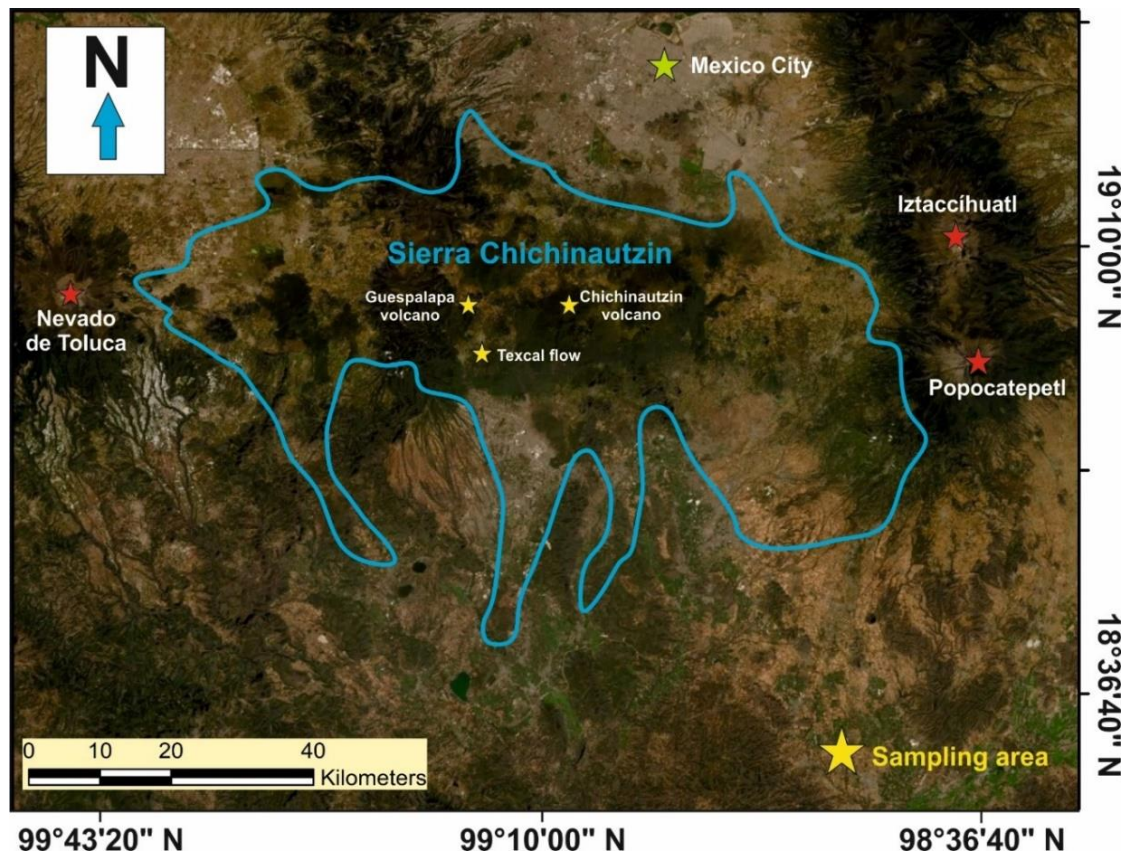 N
Mexico City
Iztaccíhuatl
Sierra Chichinautzin
Guespalapa
volcano
Chichinautzin
volcano
Nevado
de Toluca
Texcal flow
Popocatepetl
Sampling area
0 10 20 40
Kilometers
19°10'00" N
18°36'40" N
99°43'20" N
99°10'00" N
98°36'40" N